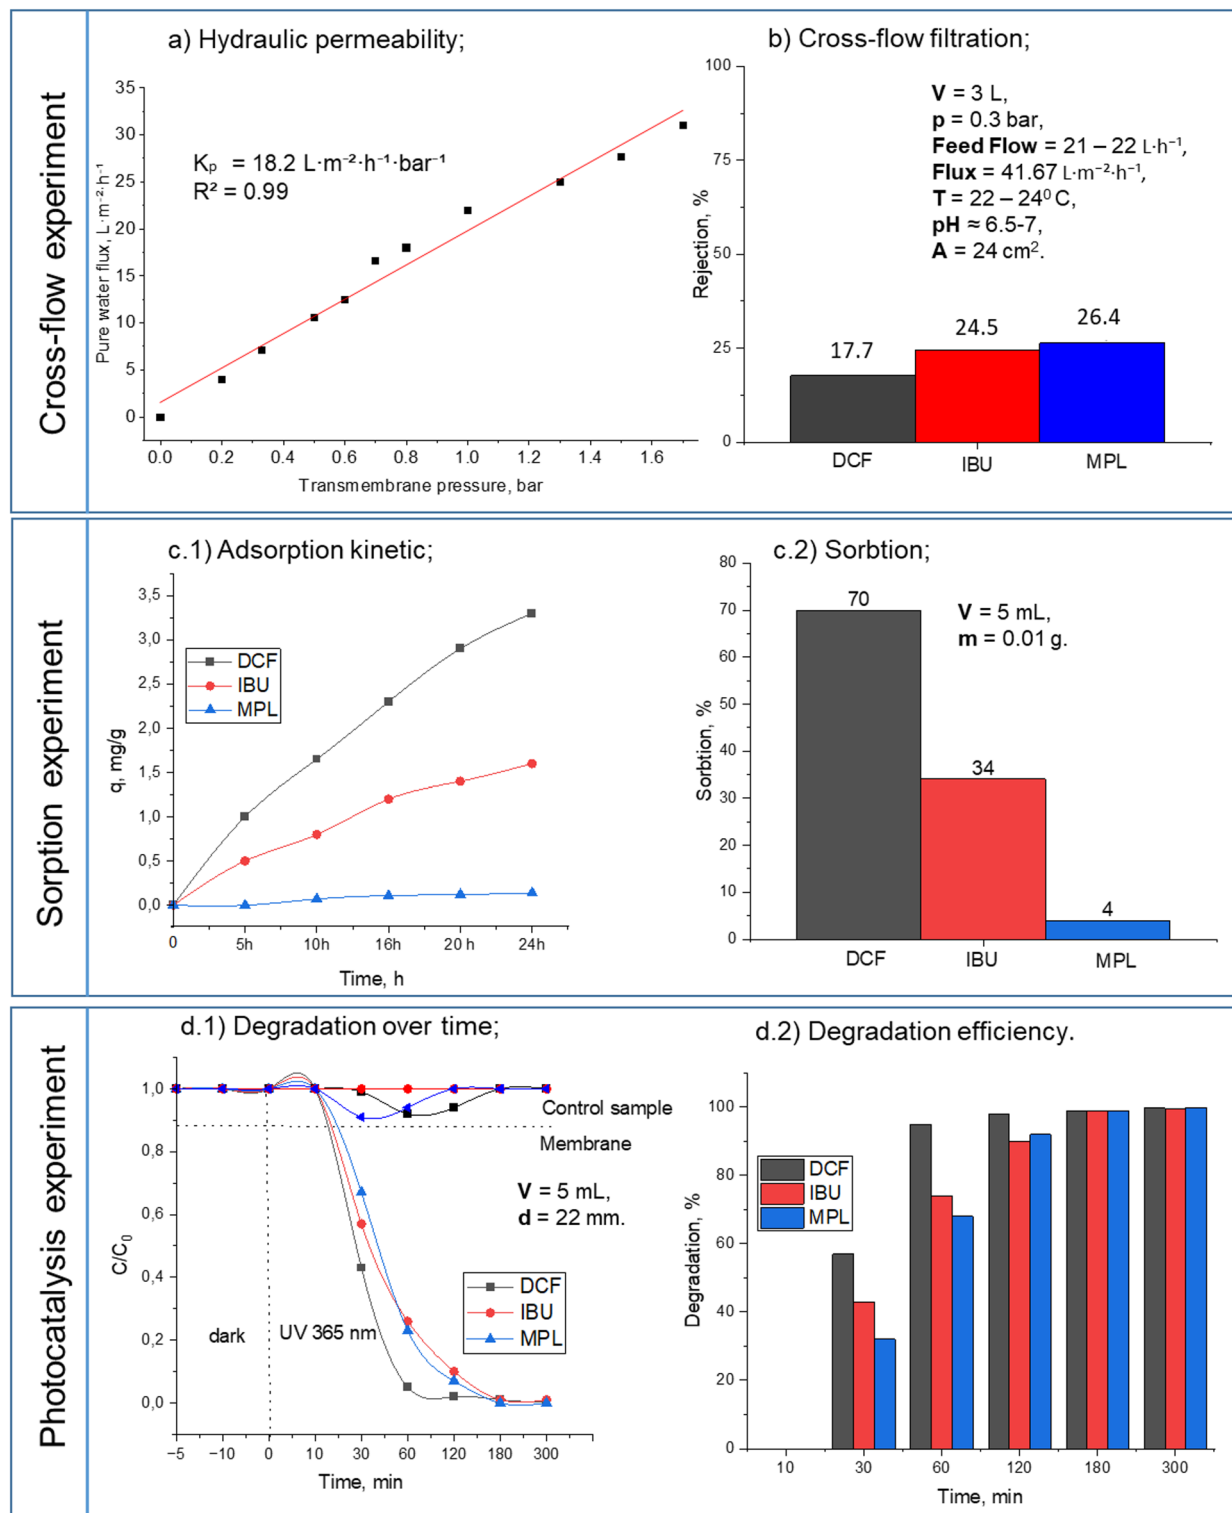 Cross-flow experiment
a) Hydraulic permeability;
35
30
25
20
15
10
5
0
Pure water flux, L·m⁻²·h⁻¹
Kₚ = 18.2 L·m⁻²·h⁻¹·bar⁻¹
R² = 0.99
0.0 0.2 0.4 0.6 0.8 1.0 1.2 1.4 1.6
Transmembrane pressure, bar
b) Cross-flow filtration;
100
75
50
25
0
Rejection, %
V = 3 L,
p = 0.3 bar,
Feed Flow = 21 – 22 L·h⁻¹,
Flux = 41.67 L·m⁻²·h⁻¹,
T = 22 – 24⁰ C,
pH ≈ 6.5-7,
A = 24 cm².
17.7 24.5 26.4
DCF IBU MPL
Sorption experiment
c.1) Adsorption kinetic;
3,5
3,0
2,5
2,0
1,5
1,0
0,5
0,0
q, mg/g
DCF
IBU
MPL
0 5h 10h 16h 20h 24h
Time, h
c.2) Sorbtion;
80
70
60
50
40
30
20
10
0
Sorbtion, %
V = 5 mL,
m = 0.01 g.
70
34
4
DCF IBU MPL
Photocatalysis experiment
d.1) Degradation over time;
1,0
0,8
0,6
0,4
0,2
0,0
C/C₀
Control sample
Membrane
V = 5 mL,
d = 22 mm.
DCF
IBU
MPL
dark
UV 365 nm
−5 −10 0 10 30 60 120 180 300
Time, min
d.2) Degradation efficiency.
100
80
60
40
20
0
Degradation, %
DCF
IBU
MPL
10 30 60 120 180 300
Time, min